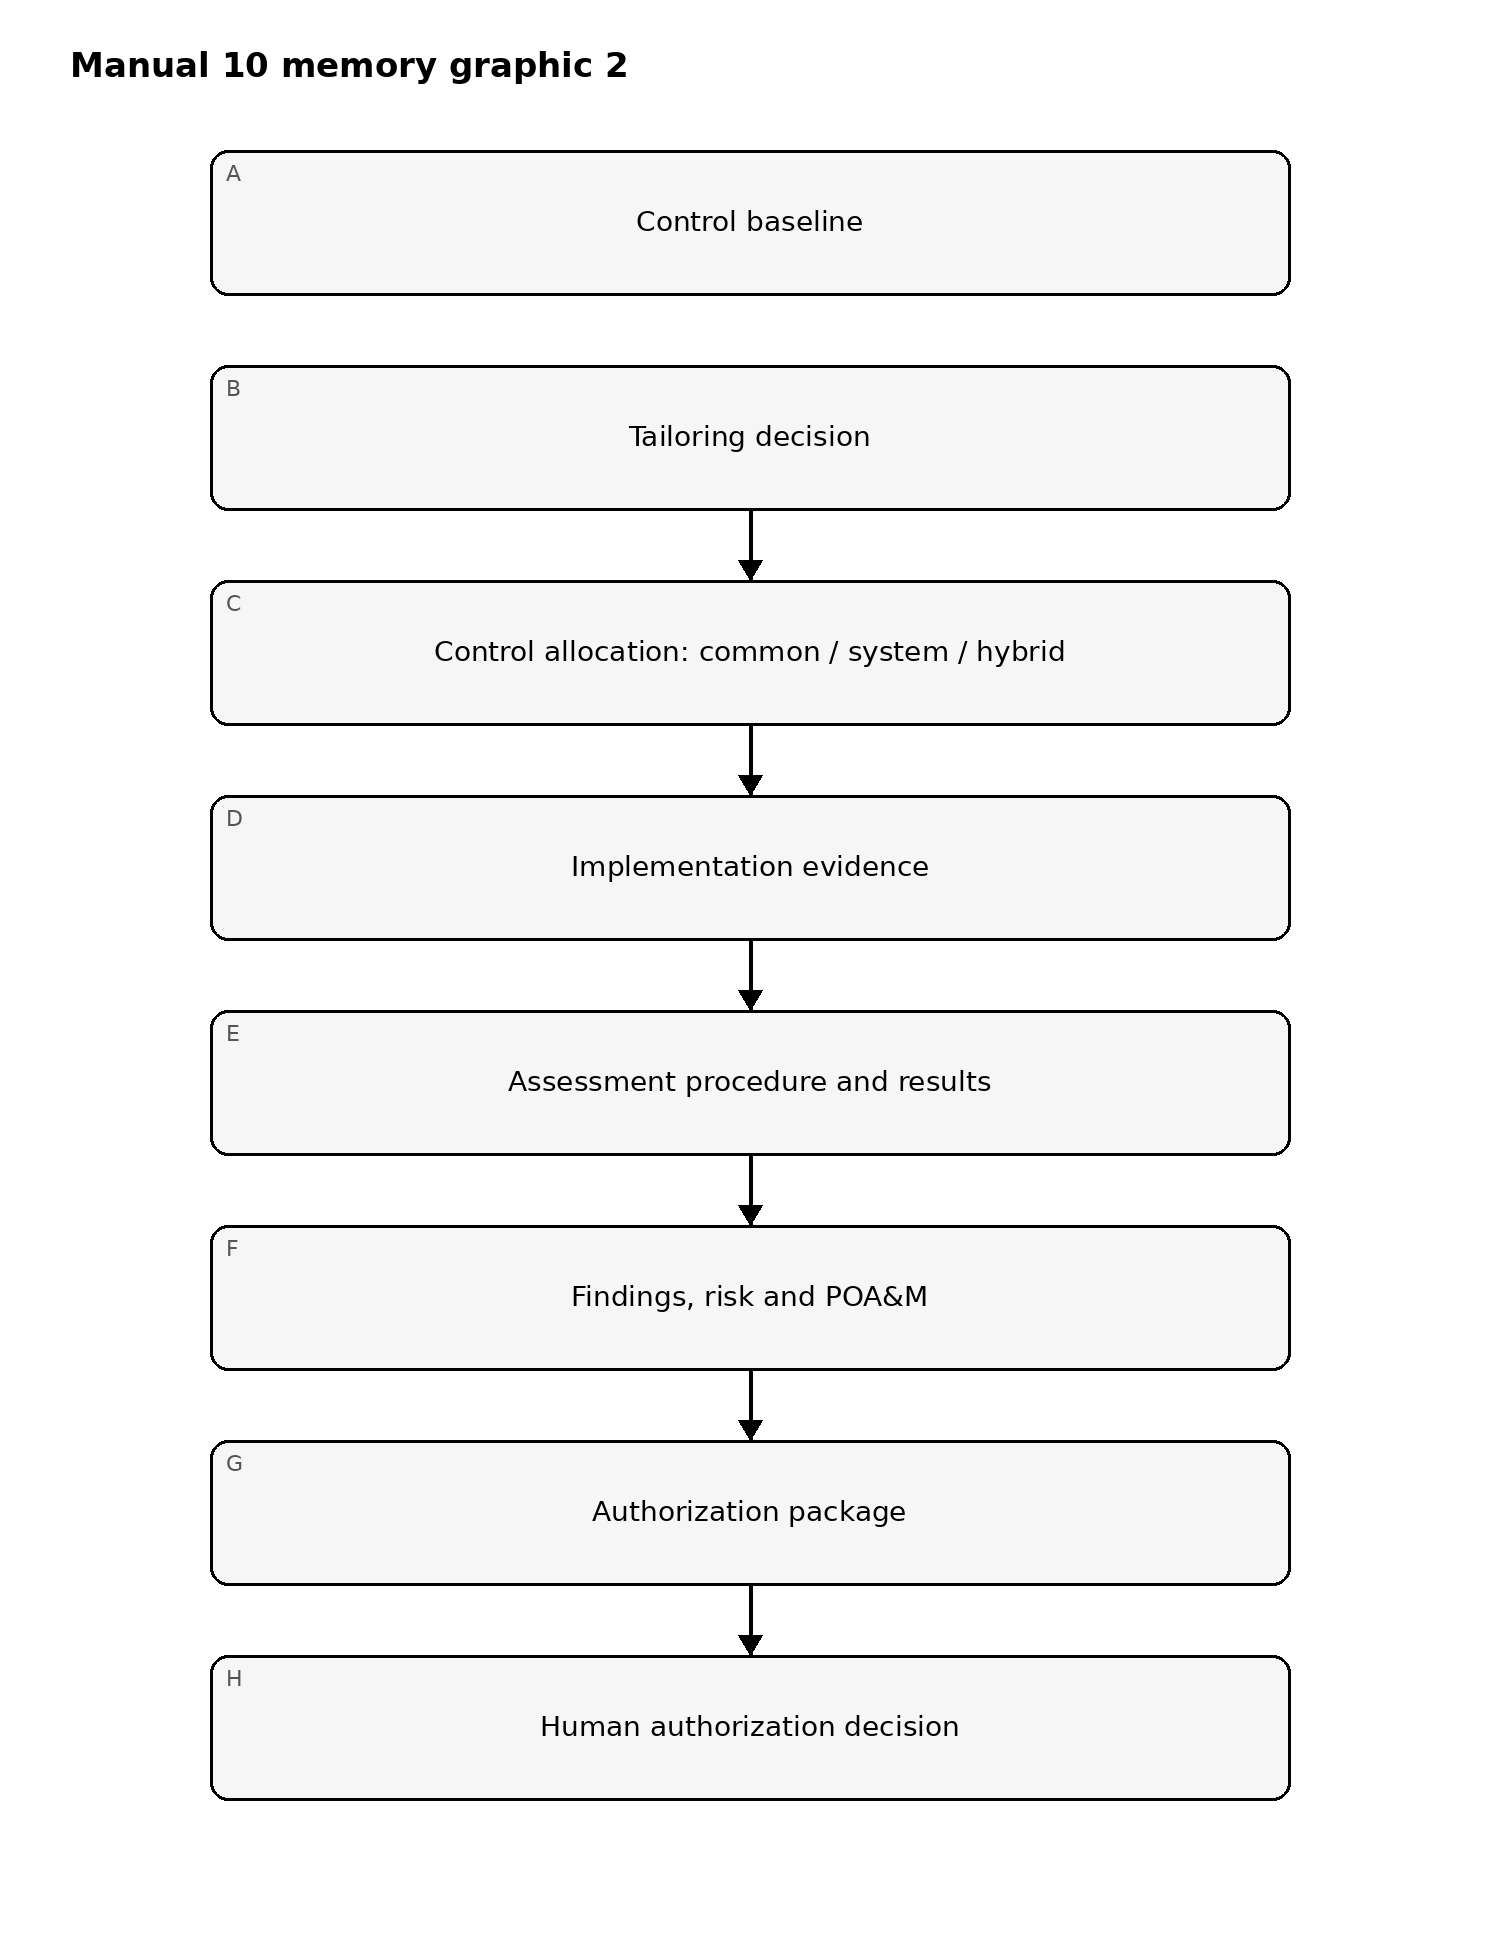 Manual 10 memory graphic 2
A
Control baseline
B
Tailoring decision
C
Control allocation: common / system / hybrid
D
Implementation evidence
E
Assessment procedure and results
F
Findings, risk and POA&M
G
Authorization package
H
Human authorization decision